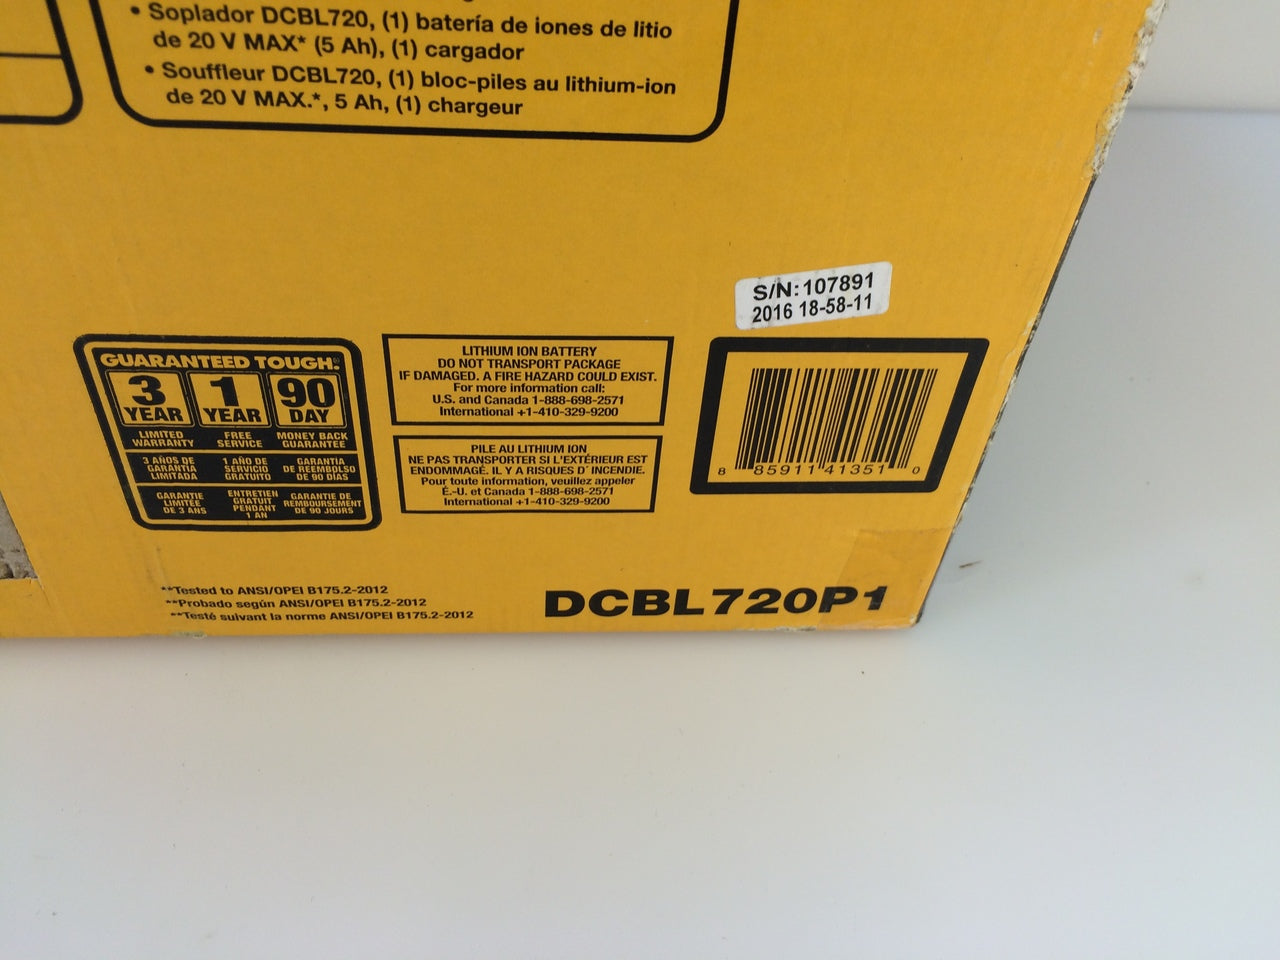 • Soplador DCBL720, (1) batería de iones de litio
de 20 V MAX* (5 Ah), (1) cargador
• Souffleur DCBL720, (1) bloc-piles au lithium-ion
de 20 V MAX.*, 5 Ah, (1) chargeur
S/N:107891
2016 18-58-11
GUARANTEED TOUGH.®
3 YEAR
LIMITED
WARRANTY
1 YEAR
FREE
SERVICE
90 DAY
MONEY BACK
GUARANTEE
3 AÑOS DE
GARANTÍA
LIMITADA
1 AÑO DE
SERVICIO
GRATUITO
GARANTÍA
DE REEMBOLSO
DE 90 DÍAS
GARANTIE
LIMITÉE
DE 3 ANS
ENTRETIEN
GRATUIT
PENDANT
1 AN
GARANTIE DE
REMBOURSEMENT
DE 90 JOURS
LITHIUM ION BATTERY
DO NOT TRANSPORT PACKAGE
IF DAMAGED. A FIRE HAZARD COULD EXIST.
For more information call:
U.S. and Canada 1-888-698-2571
International +1-410-329-9200
PILE AU LITHIUM ION
NE PAS TRANSPORTER SI L'EXTÉRIEUR EST
ENDOMMAGÉ. IL Y A RISQUES D' INCENDIE.
Pour toute information, veuillez appeler
É.-U. et Canada 1-888-698-2571
International +1-410-329-9200
8 85911 41351 0
**Tested to ANSI/OPEI B175.2-2012
**Probado según ANSI/OPEI B175.2-2012
**Testé suivant la norme ANSI/OPEI B175.2-2012
DCBL720P1